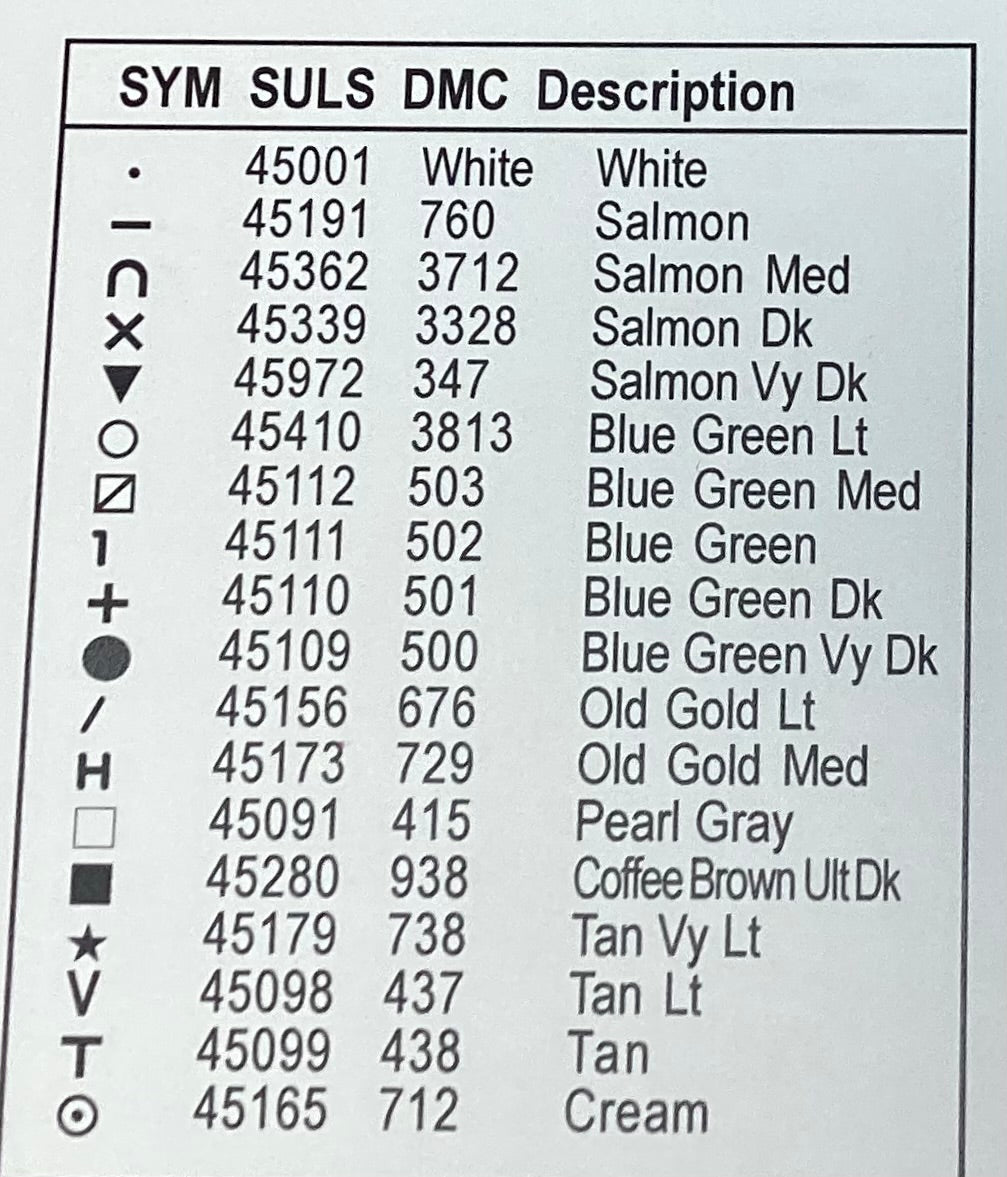 SYM SULS DMC Description
· 45001 White White
– 45191 760 Salmon
∩ 45362 3712 Salmon Med
✕ 45339 3328 Salmon Dk
▼ 45972 347 Salmon Vy Dk
○ 45410 3813 Blue Green Lt
⧄ 45112 503 Blue Green Med
1 45111 502 Blue Green
+ 45110 501 Blue Green Dk
● 45109 500 Blue Green Vy Dk
/ 45156 676 Old Gold Lt
H 45173 729 Old Gold Med
□ 45091 415 Pearl Gray
■ 45280 938 Coffee Brown Ult Dk
★ 45179 738 Tan Vy Lt
V 45098 437 Tan Lt
T 45099 438 Tan
⊙ 45165 712 Cream